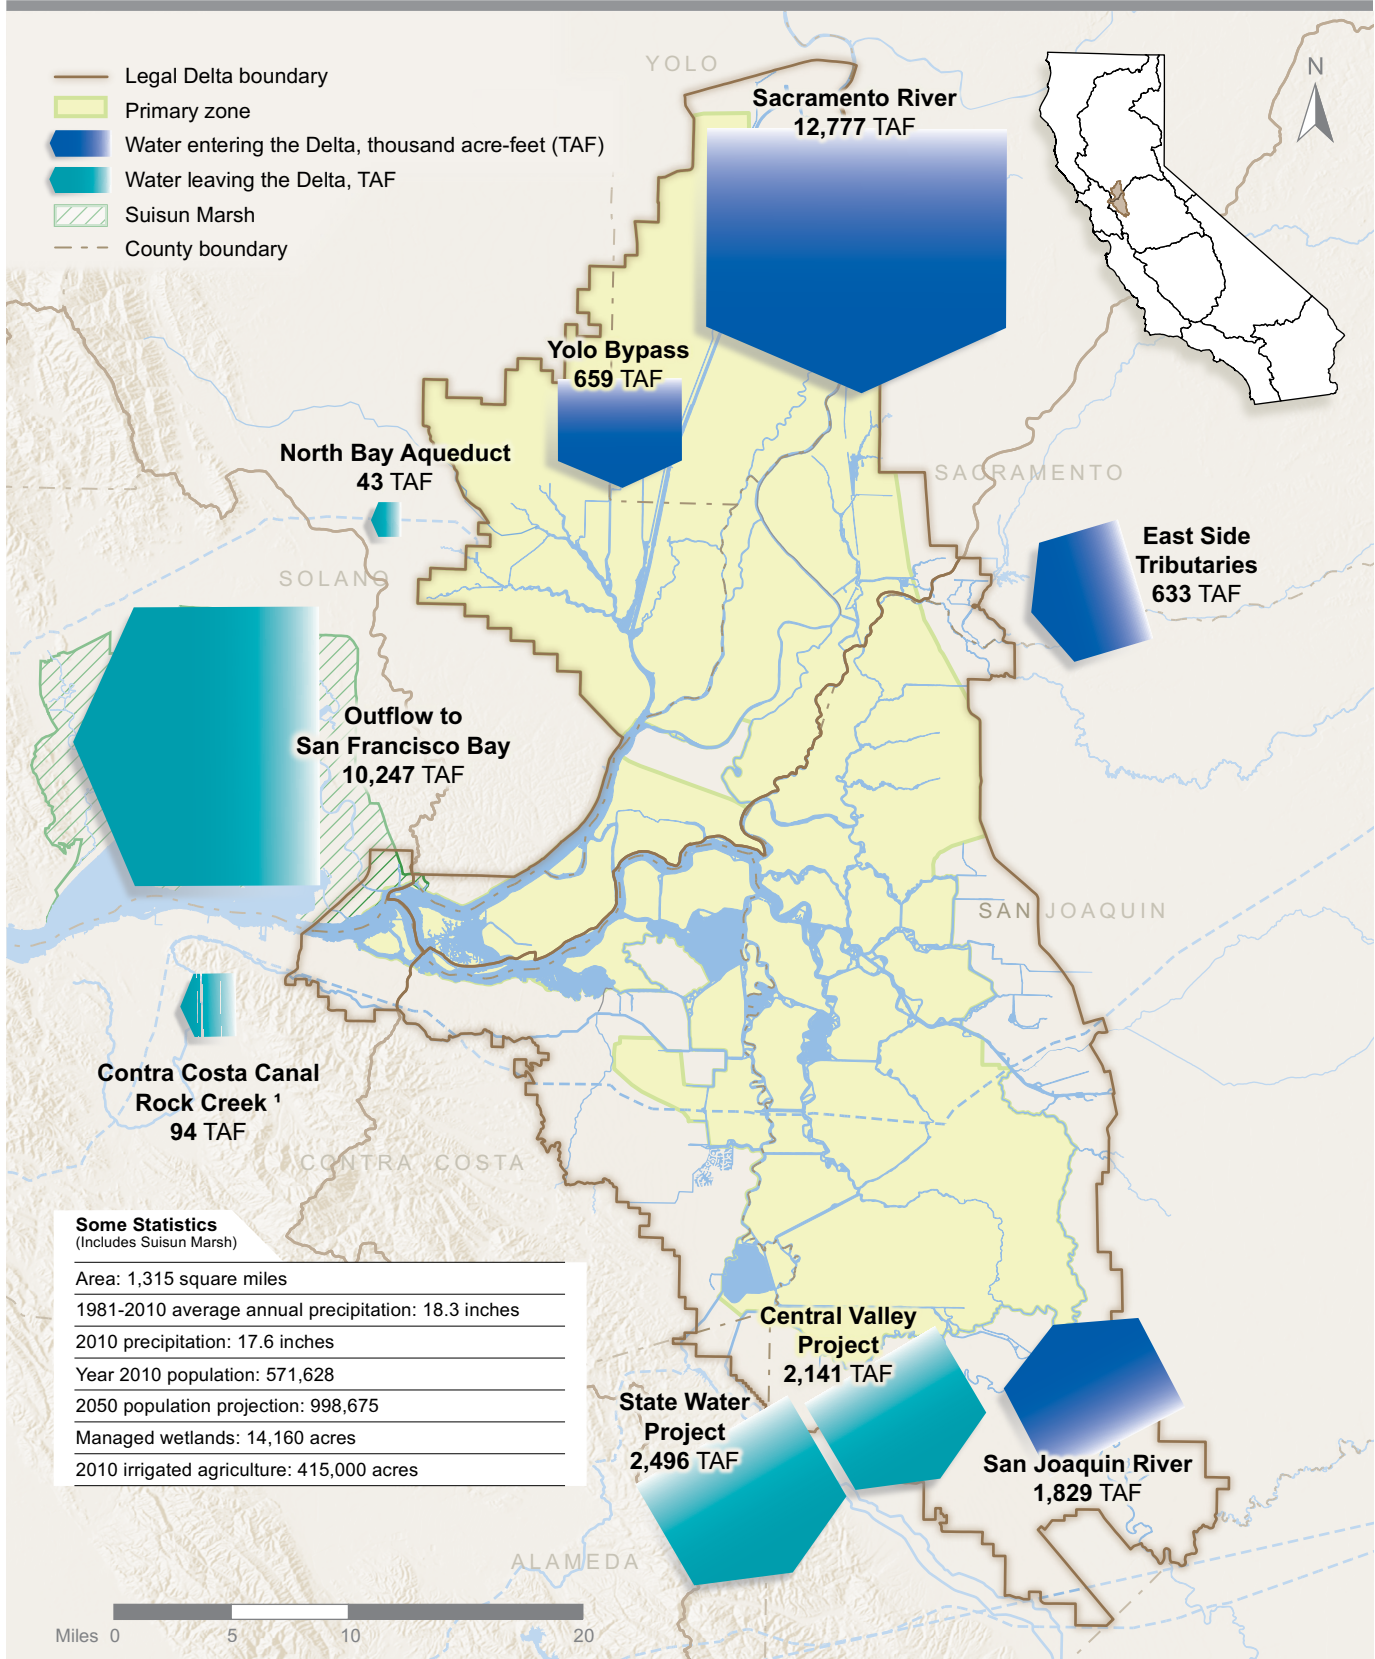 Legal Delta boundary
Primary zone
Water entering the Delta, thousand acre-feet (TAF)
Water leaving the Delta, TAF
Suisun Marsh
County boundary
YOLO
N
Sacramento River
12,777 TAF
Yolo Bypass
659 TAF
North Bay Aqueduct
43 TAF
SACRAMENTO
East Side
Tributaries
633 TAF
SOLANO
Outflow to
San Francisco Bay
10,247 TAF
SAN JOAQUIN
Contra Costa Canal
Rock Creek ¹
94 TAF
CONTRA COSTA
Some Statistics
(Includes Suisun Marsh)
Area: 1,315 square miles
1981-2010 average annual precipitation: 18.3 inches
2010 precipitation: 17.6 inches
Year 2010 population: 571,628
2050 population projection: 998,675
Managed wetlands: 14,160 acres
2010 irrigated agriculture: 415,000 acres
Central Valley
Project
2,141 TAF
State Water
Project
2,496 TAF
San Joaquin River
1,829 TAF
ALAMEDA
Miles 0 5 10 20